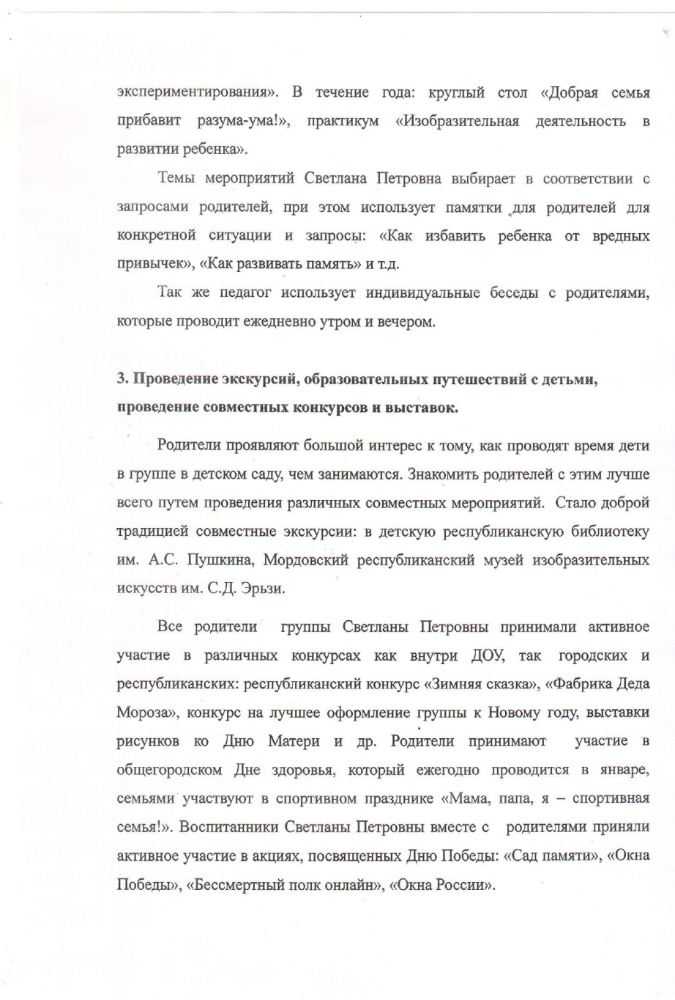 экспериментирования». В течение года: круглый стол «Добрая семья
прибавит разума-ума!», практикум «Изобразительная деятельность в
развитии ребенка».
Темы мероприятий Светлана Петровна выбирает в соответствии с
запросами родителей, при этом использует памятки для родителей для
конкретной ситуации и запросы: «Как избавить ребенка от вредных
привычек», «Как развивать память» и т.д.
Так же педагог использует индивидуальные беседы с родителями,
которые проводит ежедневно утром и вечером.
3. Проведение экскурсий, образовательных путешествий с детьми,
проведение совместных конкурсов и выставок.
Родители проявляют большой интерес к тому, как проводят время дети
в группе в детском саду, чем занимаются. Знакомить родителей с этим лучше
всего путем проведения различных совместных мероприятий. Стало доброй
традицией совместные экскурсии: в детскую республиканскую библиотеку
им. А.С. Пушкина, Мордовский республиканский музей изобразительных
искусств им. С.Д. Эрьзи.
Все родители группы Светланы Петровны принимали активное
участие в различных конкурсах как внутри ДОУ, так городских и
республиканских: республиканский конкурс «Зимняя сказка», «Фабрика Деда
Мороза», конкурс на лучшее оформление группы к Новому году, выставки
рисунков ко Дню Матери и др. Родители принимают участие в
общегородском Дне здоровья, который ежегодно проводится в январе,
семьями участвуют в спортивном празднике «Мама, папа, я – спортивная
семья!». Воспитанники Светланы Петровны вместе с родителями приняли
активное участие в акциях, посвященных Дню Победы: «Сад памяти», «Окна
Победы», «Бессмертный полк онлайн», «Окна России».